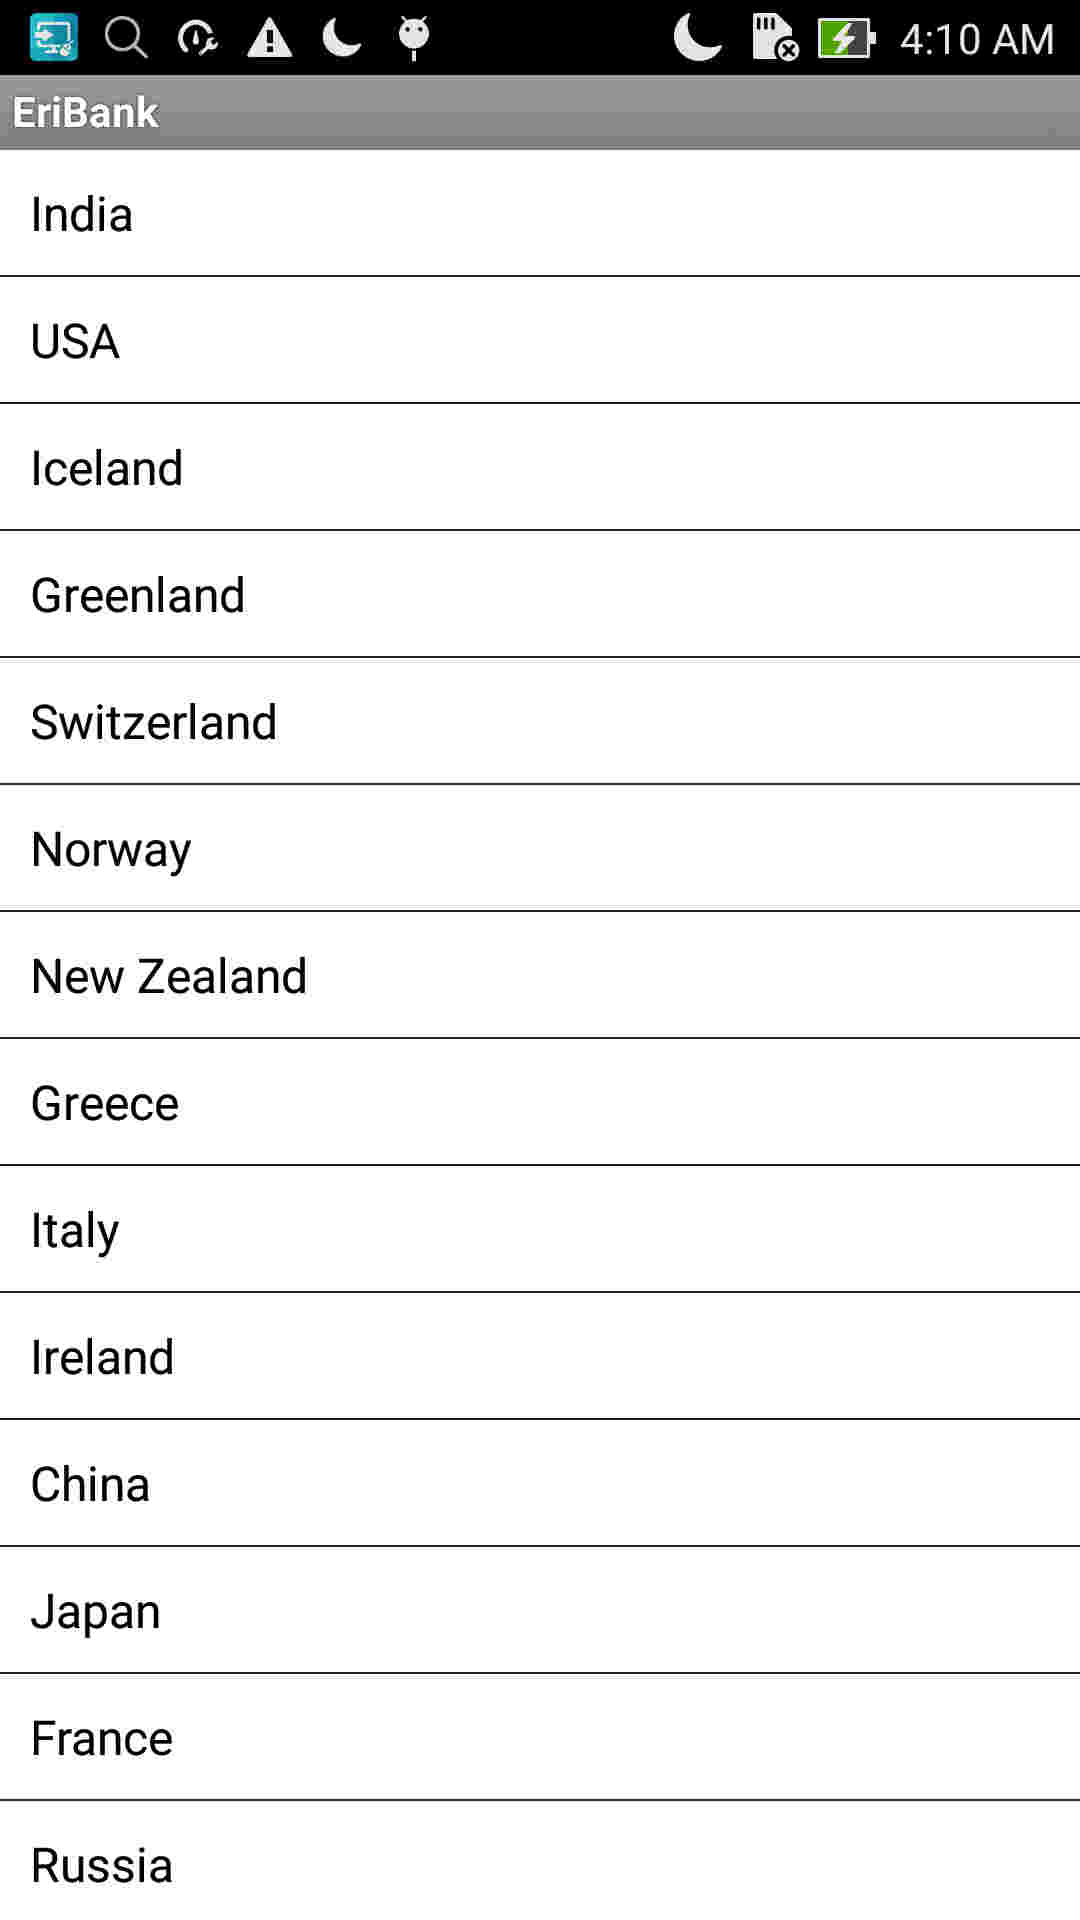 4:10 AM
EriBank
India
USA
Iceland
Greenland
Switzerland
Norway
New Zealand
Greece
Italy
Ireland
China
Japan
France
Russia